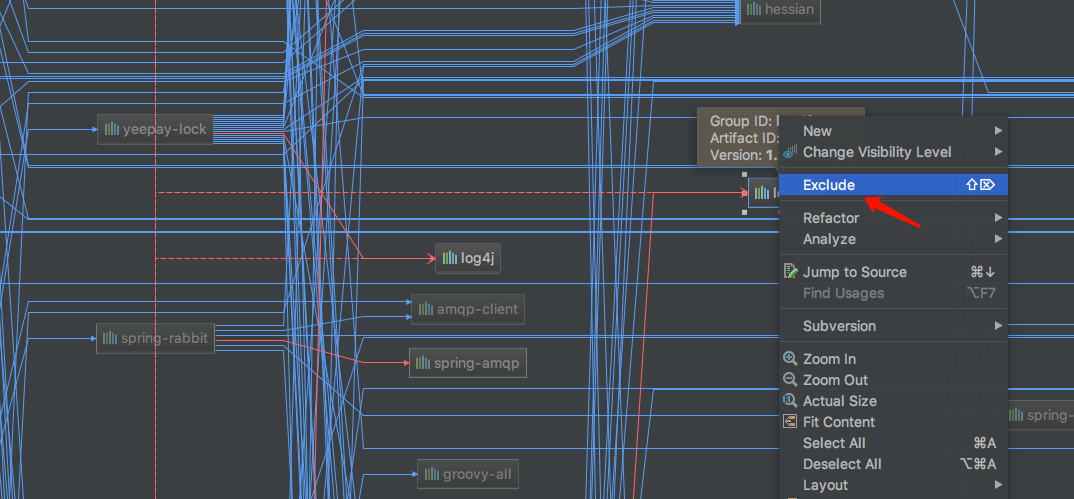 hessian
yeepay-lock
Group ID:
Artifact ID:
Version: 1.
New
Change Visibility Level
Exclude ⇧⌦
Refactor
Analyze
log4j
Jump to Source ⌘↓
Find Usages ⌥F7
amqp-client
Subversion
spring-rabbit
spring-amqp
Zoom In
Zoom Out
Actual Size
Fit Content
spring-
Select All ⌘A
groovy-all
Deselect All ⌥⌘A
Layout